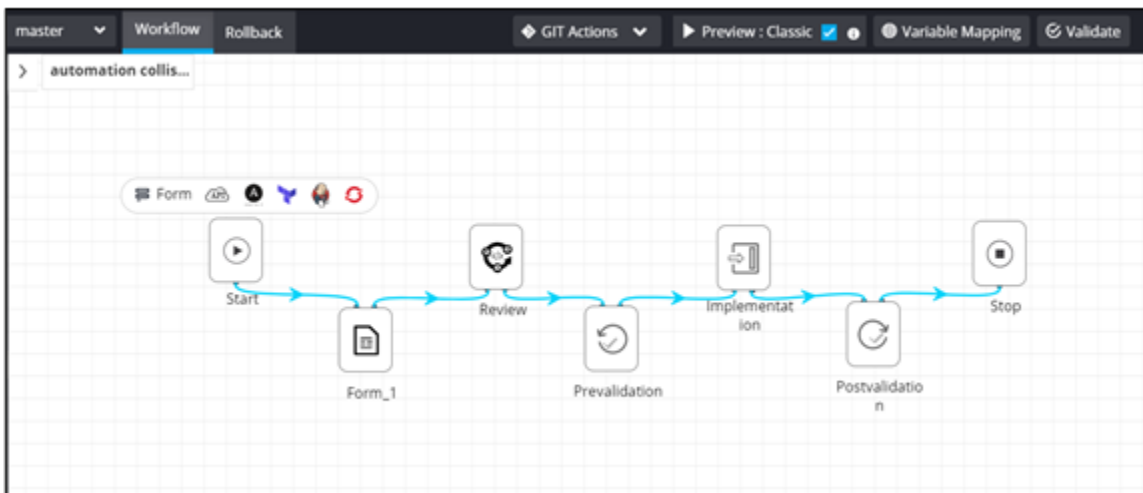 master
Workflow
Rollback
GIT Actions
Preview : Classic
Variable Mapping
Validate
automation collis...
Form
API
A
Start
Review
Implementat
ion
Stop
Form_1
Prevalidation
Postvalidatio
n